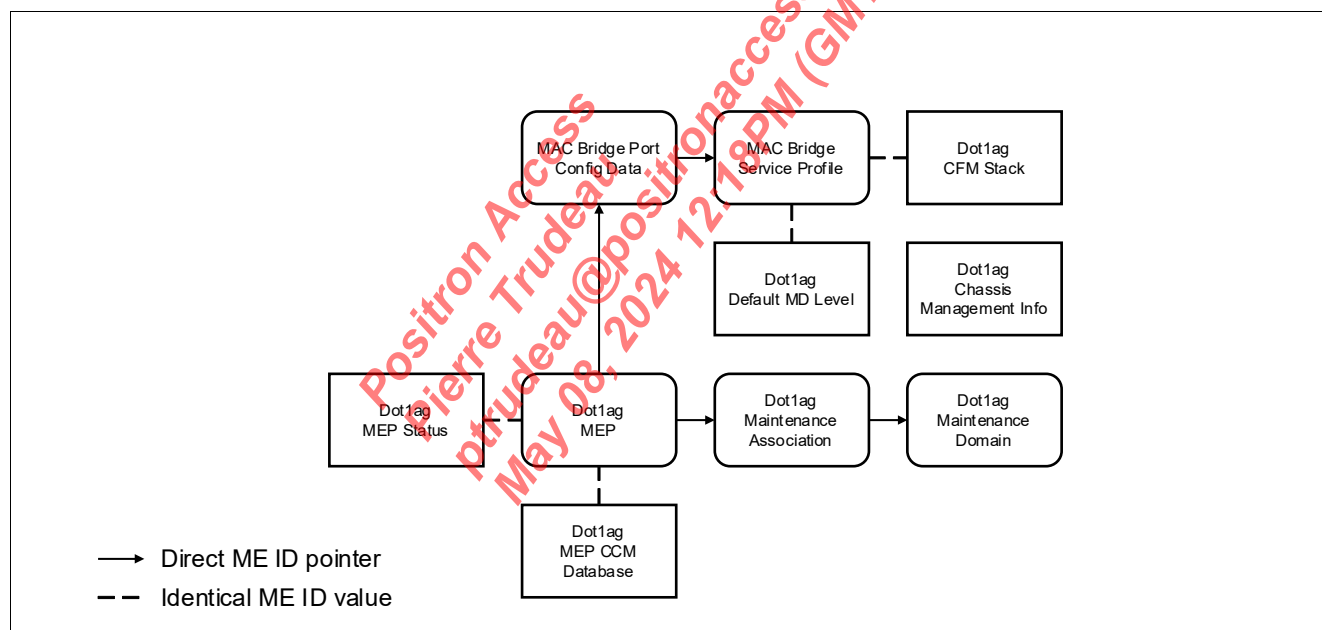 MAC Bridge Port
Config Data
MAC Bridge
Service Profile
Dot1ag
CFM Stack
Dot1ag
Default MD Level
Dot1ag
Chassis
Management Info
Dot1ag
MEP Status
Dot1ag
MEP
Dot1ag
Maintenance
Association
Dot1ag
Maintenance
Domain
Dot1ag
MEP CCM
Database
Direct ME ID pointer
Identical ME ID value
Positron Access
Pierre Trudeau
ptrudeau@positronaccess
May 08, 2024 12:18PM (GMT